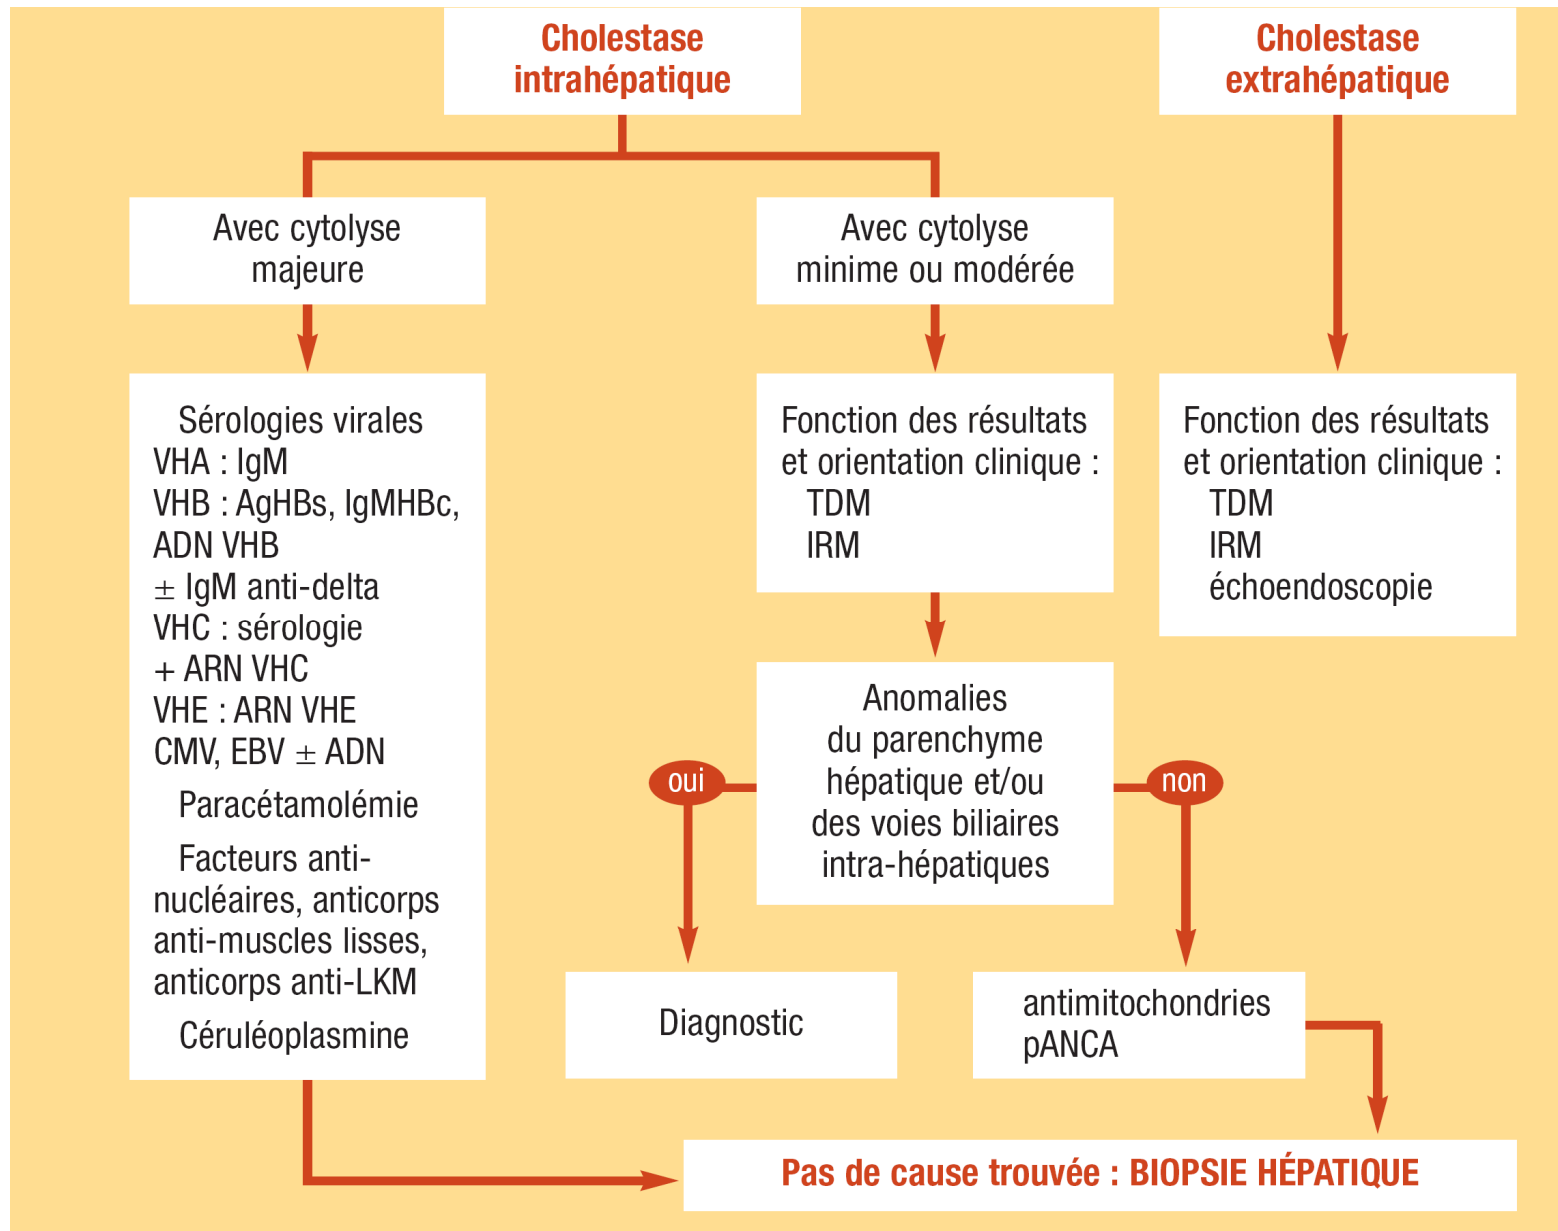 Cholestase
intrahépatique
Cholestase
extrahépatique
Avec cytolyse
majeure
Avec cytolyse
minime ou modérée
Sérologies virales
VHA : IgM
VHB : AgHBs, IgMHBc,
ADN VHB
± IgM anti-delta
VHC : sérologie
+ ARN VHC
VHE : ARN VHE
CMV, EBV ± ADN
Paracétamolémie
Facteurs anti-
nucléaires, anticorps
anti-muscles lisses,
anticorps anti-LKM
Céruléoplasmine
Fonction des résultats
et orientation clinique :
TDM
IRM
Fonction des résultats
et orientation clinique :
TDM
IRM
échoendoscopie
Anomalies
du parenchyme
hépatique et/ou
des voies biliaires
intra-hépatiques
oui
non
Diagnostic
antimitochondries
pANCA
Pas de cause trouvée : BIOPSIE HÉPATIQUE